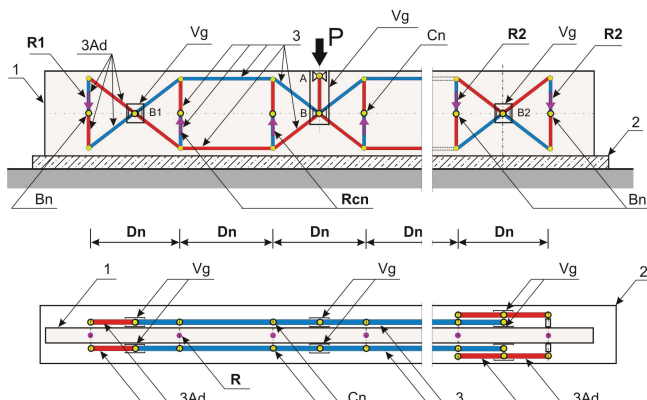 R1 3Ad Vg 3 P Vg Cn R2 R2
1 A
B1 B B2
2
Bn Rcn Bn
Dn Dn Dn Dn Dn
1 Vg Vg Vg 2
3Ad R Cn 3 3Ad